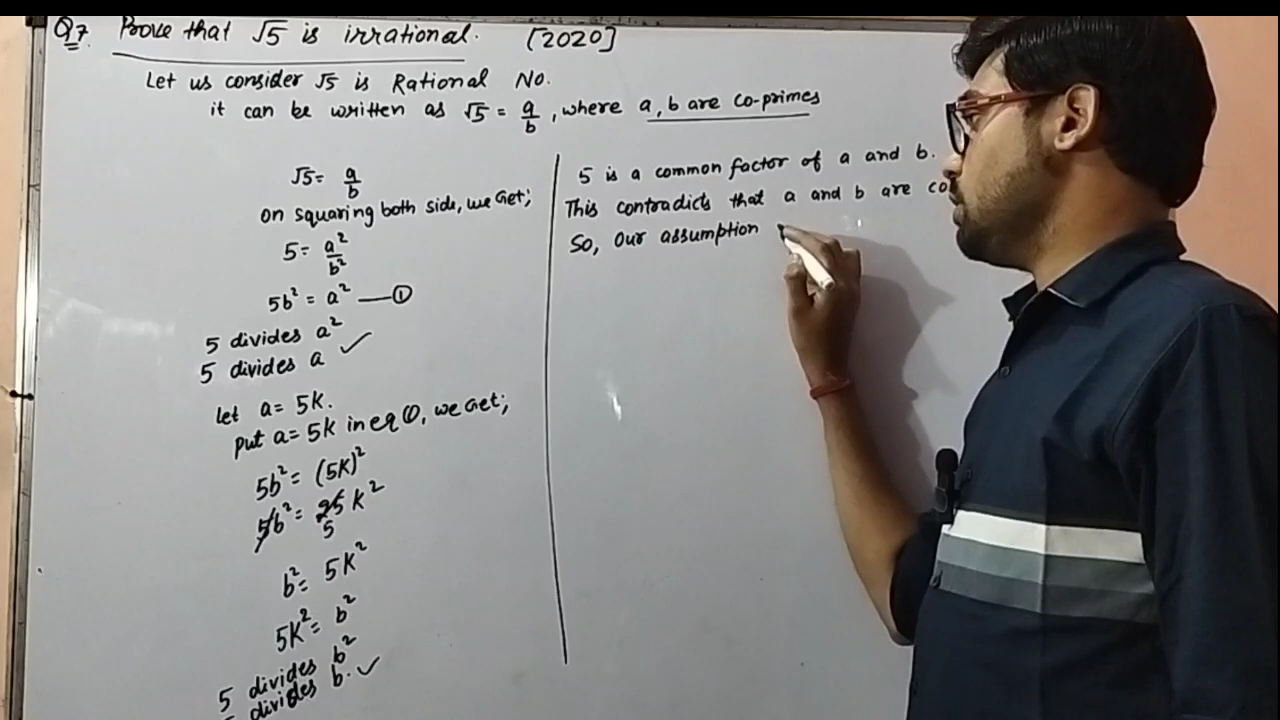 Q7. Prove that √5 is irrational. [2020]
Let us consider √5 is Rational No.
it can be written as √5 = a/b, where a, b are co-primes
√5 = a/b
on squaring both side, we Get;
5 = a²/b²
5b² = a² —①
5 divides a²
5 divides a ✓
let a = 5K.
put a = 5K in eq ①, we Get;
5b² = (5K)²
5b² = 25 K²
5
b² = 5K²
5K² = b²
5 divides b²
divides b. ✓
5 is a common factor of a and b.
This contradicts that a and b are co
So, our assumption